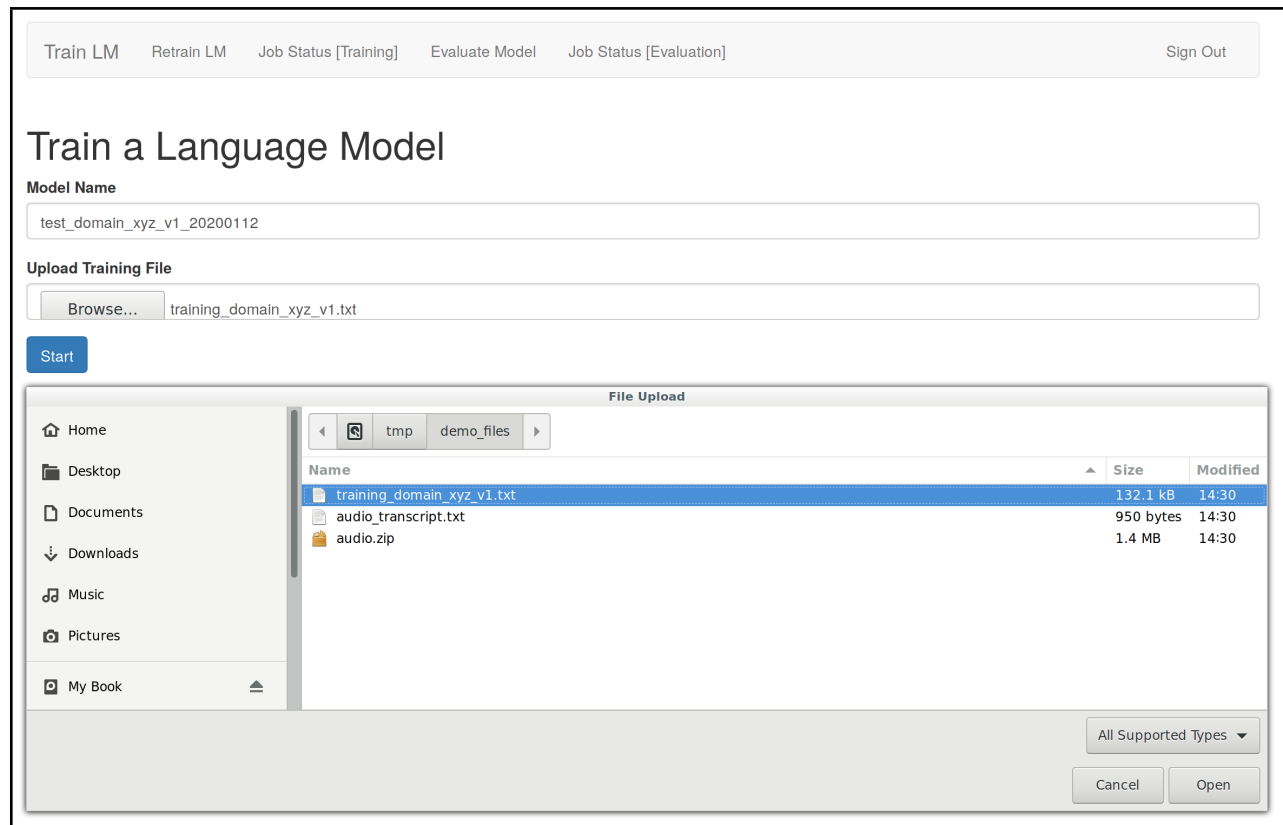 Train LM Retrain LM Job Status [Training] Evaluate Model Job Status [Evaluation] Sign Out
Train a Language Model
Model Name
test_domain_xyz_v1_20200112
Upload Training File
Browse... training_domain_xyz_v1.txt
Start
File Upload
Home
Desktop
Documents
Downloads
Music
Pictures
My Book
tmp demo_files
Name Size Modified
training_domain_xyz_v1.txt 132.1 kB 14:30
audio_transcript.txt 950 bytes 14:30
audio.zip 1.4 MB 14:30
All Supported Types
Cancel Open